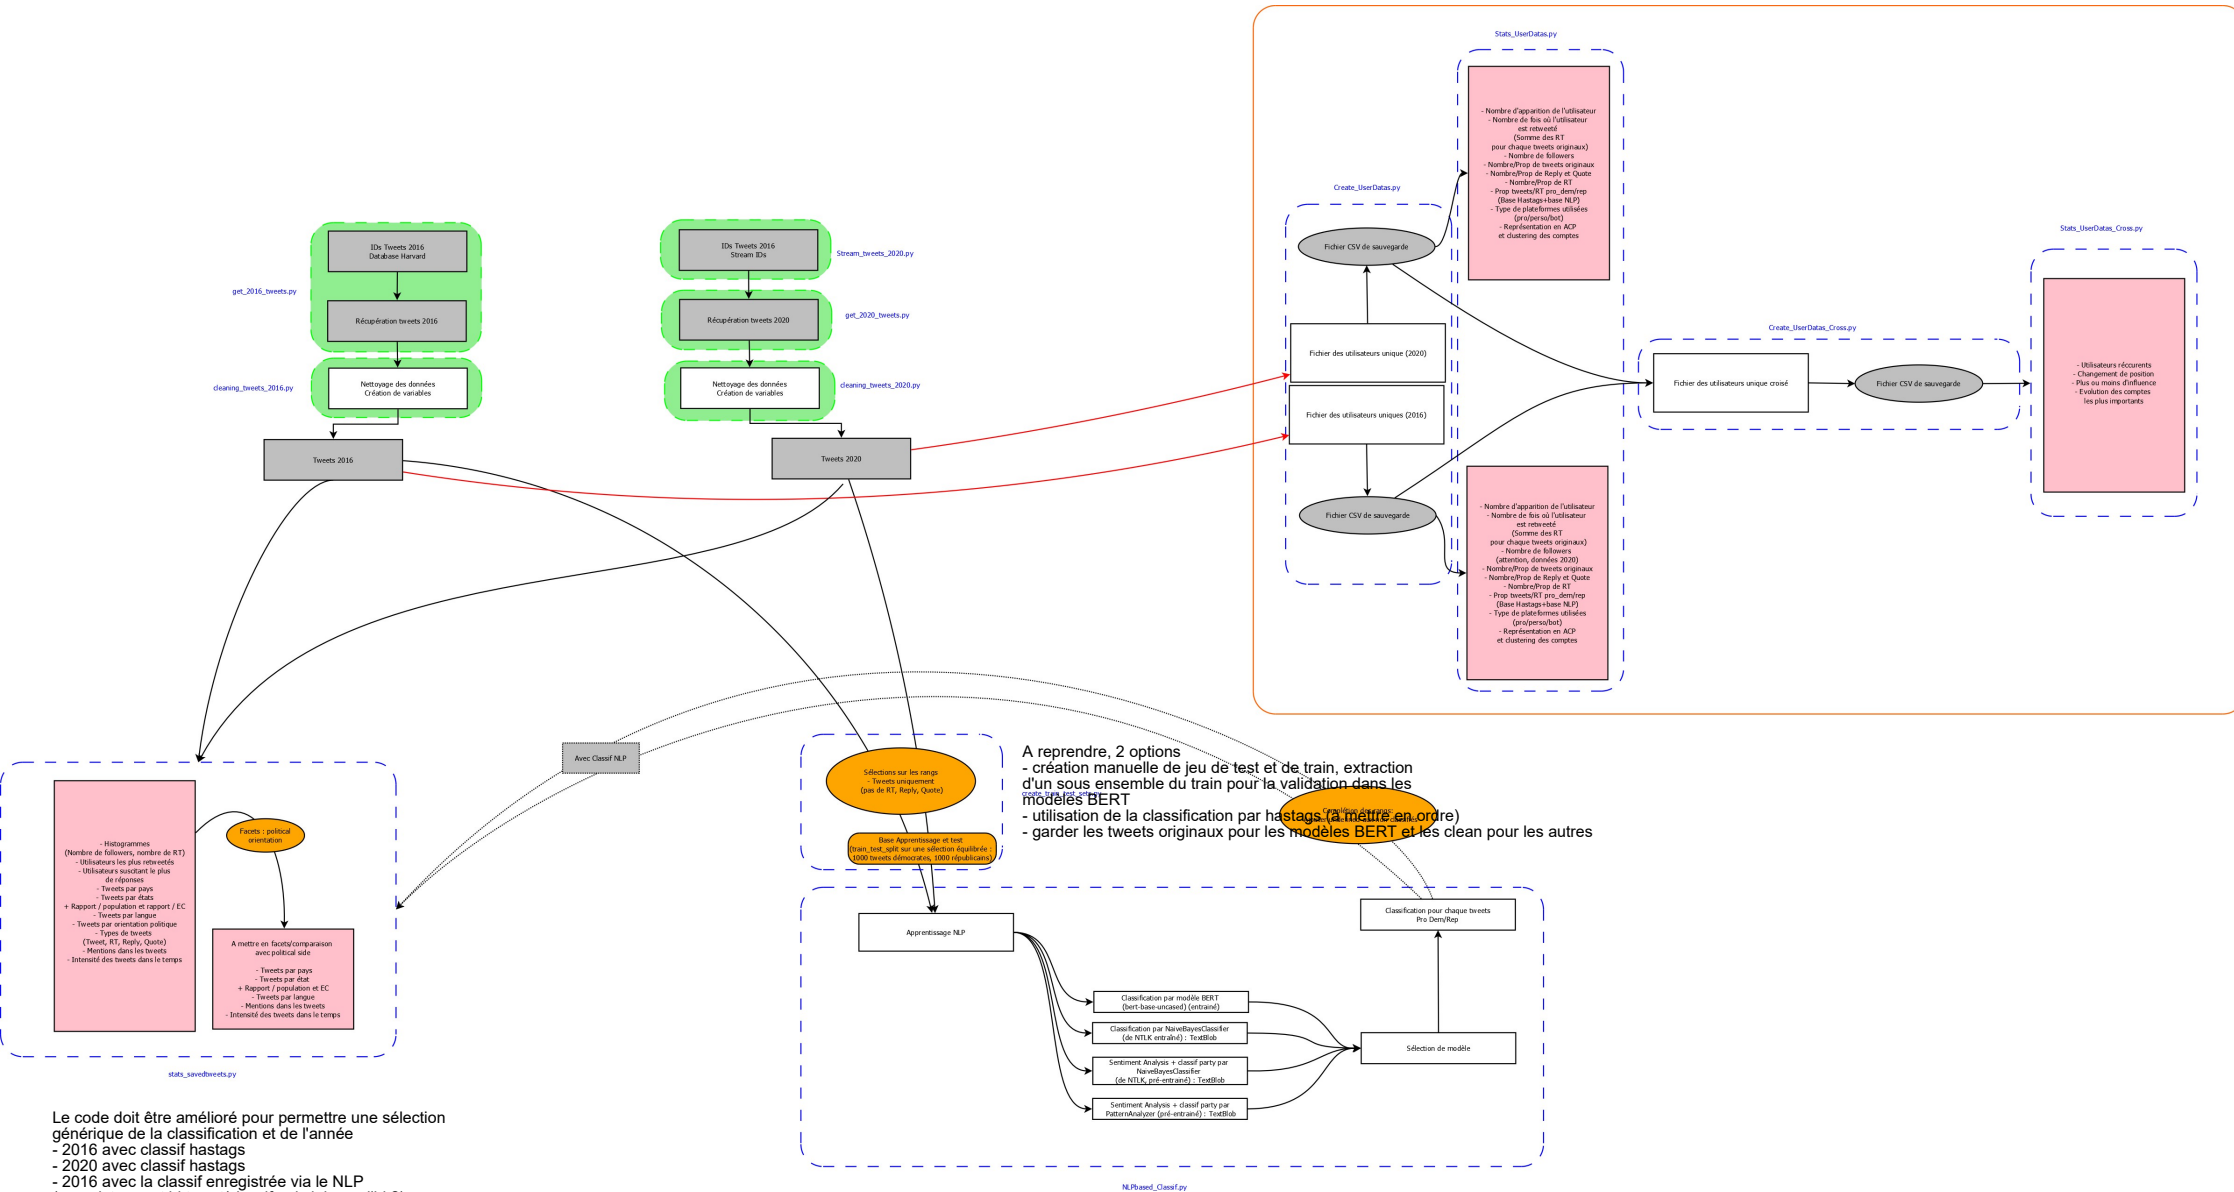 Stats_UserDatas.py
- Nombre d'apparition de l'utilisateur
- Nombre de fois où l'utilisateur
est retweeté
(Somme des RT
pour chaque tweets originaux)
- Nombre de followers
- Nombre/Prop de tweets originaux
- Nombre/Prop de Reply et Quote
- Nombre/Prop de RT
- Prop tweets/RT pro_dem/rep
(Base Hastags+base NLP)
- Type de plateformes utilisées
(pro/perso/bot)
- Représentation en ACP
et clustering des comptes
Create_UserDatas.py
Fichier CSV de sauvegarde
Fichier des utilisateurs unique (2020)
Fichier des utilisateurs uniques (2016)
Fichier CSV de sauvegarde
- Nombre d'apparition de l'utilisateur
- Nombre de fois où l'utilisateur
est retweeté
(Somme des RT
pour chaque tweets originaux)
- Nombre de followers
(attention, données 2020)
- Nombre/Prop de tweets originaux
- Nombre/Prop de Reply et Quote
- Nombre/Prop de RT
- Prop tweets/RT pro_dem/rep
(Base Hastags+base NLP)
- Type de plateformes utilisées
(pro/perso/bot)
- Représentation en ACP
et clustering des comptes
Create_UserDatas_Cross.py
Fichier des utilisateurs unique croisé
Fichier CSV de sauvegarde
Stats_UserDatas_Cross.py
- Utilisateurs réccurents
- Changement de position
- Plus ou moins d'influence
- Evolution des comptes
les plus importants
IDs Tweets 2016
Database Harvard
get_2016_tweets.py
Récupération tweets 2016
cleaning_tweets_2016.py
Nettoyage des données
Création de variables
Tweets 2016
IDs Tweets 2016
Stream IDs
Stream_tweets_2020.py
Récupération tweets 2020
get_2020_tweets.py
Nettoyage des données
Création de variables
cleaning_tweets_2020.py
Tweets 2020
Avec Classif NLP
- Histogrammes
(Nombre de followers, nombre de RT)
- Utilisateurs les plus retweetés
- Utilisateurs suscitant le plus
de réponses
- Tweets par pays
- Tweets par états
+ Rapport / population et rapport / EC
- Tweets par langue
- Tweets par orientation politique
- Types de tweets
(Tweet, RT, Reply, Quote)
- Mentions dans les tweets
- Intensité des tweets dans le temps
Facets : political
orientation
A mettre en facets/comparaison
avec political side
- Tweets par pays
- Tweets par état
+ Rapport / population et EC
- Tweets par langue
- Mentions dans les tweets
- Intensité des tweets dans le temps
stats_savedtweets.py
Le code doit être amélioré pour permettre une sélection
générique de la classification et de l'année
- 2016 avec classif hastags
- 2020 avec classif hastags
- 2016 avec la classif enregistrée via le NLP
Sélections sur les rangs
- Tweets uniquement
(pas de RT, Reply, Quote)
Base Apprentissage et test
(train_test_split sur une sélection équilibrée :
1000 tweets démocrates, 1000 républicains)
A reprendre, 2 options
- création manuelle de jeu de test et de train, extraction
d'un sous ensemble du train pour la validation dans les
modèles BERT
- utilisation de la classification par hastags (a mettre en ordre)
- garder les tweets originaux pour les modèles BERT et les clean pour les autres
create_train_test_sets.py
Complétion des rangs:
Apprentissage NLP
Classification par modèle BERT
(bert-base-uncased) (entrainé)
Classification par NaiveBayesClassifier
(de NTLK entraîné) : TextBlob
Sentiment Analysis + classif party par
NaiveBayesClassifier
(de NTLK, pré-entrainé) : TextBlob
Sentiment Analysis + classif party par
PatternAnalyzer (pré-entrainé) : TextBlob
Classification pour chaque tweets
Pro Dem/Rep
Sélection de modèle
NLPbased_Classif.py